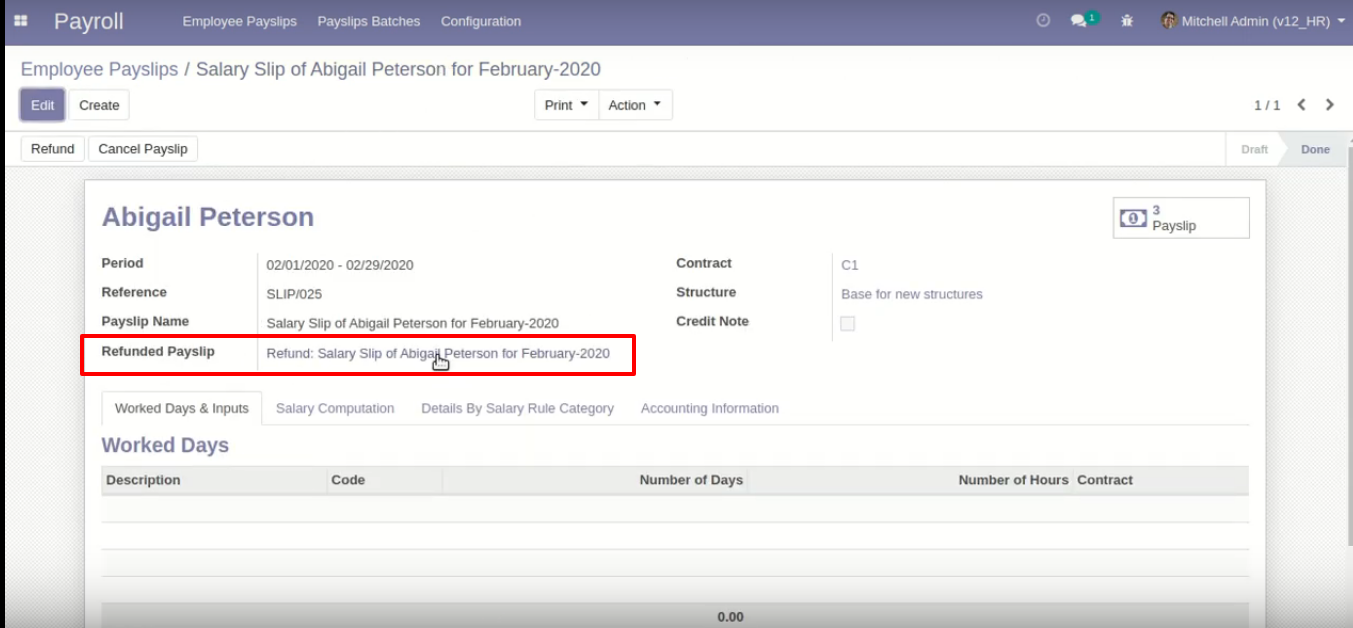 Payroll Employee Payslips Payslips Batches Configuration 1 Mitchell Admin (v12_HR)
Employee Payslips / Salary Slip of Abigail Peterson for February-2020
Edit Create Print Action 1 / 1
Refund Cancel Payslip Draft Done
Abigail Peterson
3
Payslip
Period 02/01/2020 - 02/29/2020 Contract C1
Reference SLIP/025 Structure Base for new structures
Payslip Name Salary Slip of Abigail Peterson for February-2020 Credit Note
Refunded Payslip Refund: Salary Slip of Abigail Peterson for February-2020
Worked Days & Inputs Salary Computation Details By Salary Rule Category Accounting Information
Worked Days
Description Code Number of Days Number of Hours Contract
0.00